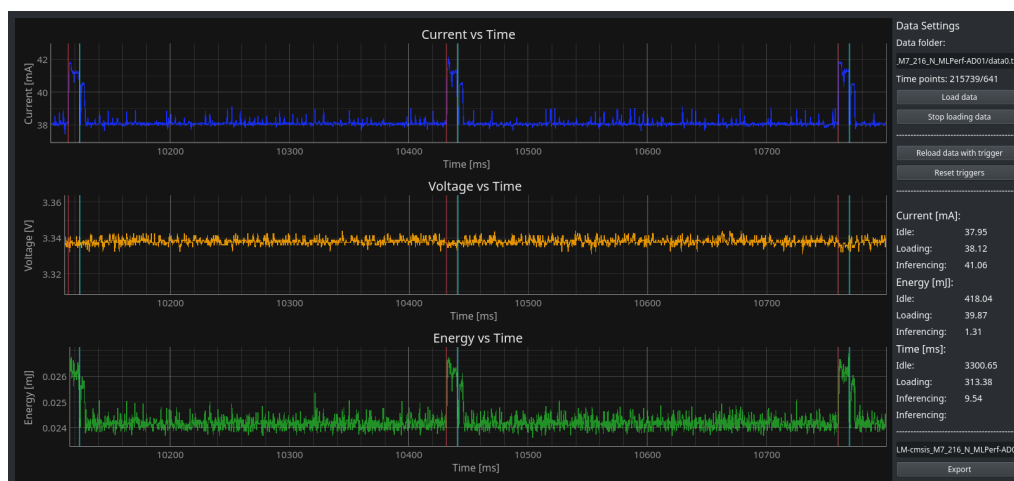 Current vs Time
42
40
38
Current [mA]
10200 10300 10400 10500 10600 10700
Time [ms]
Voltage vs Time
3.36
3.34
3.32
Voltage [V]
10200 10300 10400 10500 10600 10700
Time [ms]
Energy vs Time
0.026
0.025
0.024
Energy [mJ]
10200 10300 10400 10500 10600 10700
Time [ms]
Data Settings
Data folder:
_M7_216_N_MLPerf-AD01/data0.t
Time points: 215739/641
Load data
Stop loading data
Reload data with trigger
Reset triggers
Current [mA]:
Idle: 37.95
Loading: 38.12
Inferencing: 41.06
Energy [mJ]:
Idle: 418.04
Loading: 39.87
Inferencing: 1.31
Time [ms]:
Idle: 3300.65
Loading: 313.38
Inferencing: 9.54
Inferencing:
LM-cmsis_M7_216_N_MLPerf-AD0
Export